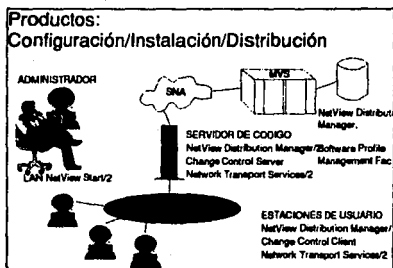 Productos:
Configuración/Instalación/Distribución
ADMINISTRADOR
SNA
MVS
NetView Distribut
Manager.
SERVIDOR DE CODIGO
NetView Distribution Manager/2
Software Profile
Change Control Server
Management Fac
Network Transport Services/2
LAN NetView Start/2
ESTACIONES DE USUARIO
NetView Distribution Manager/
Change Control Client
Network Transport Services/2